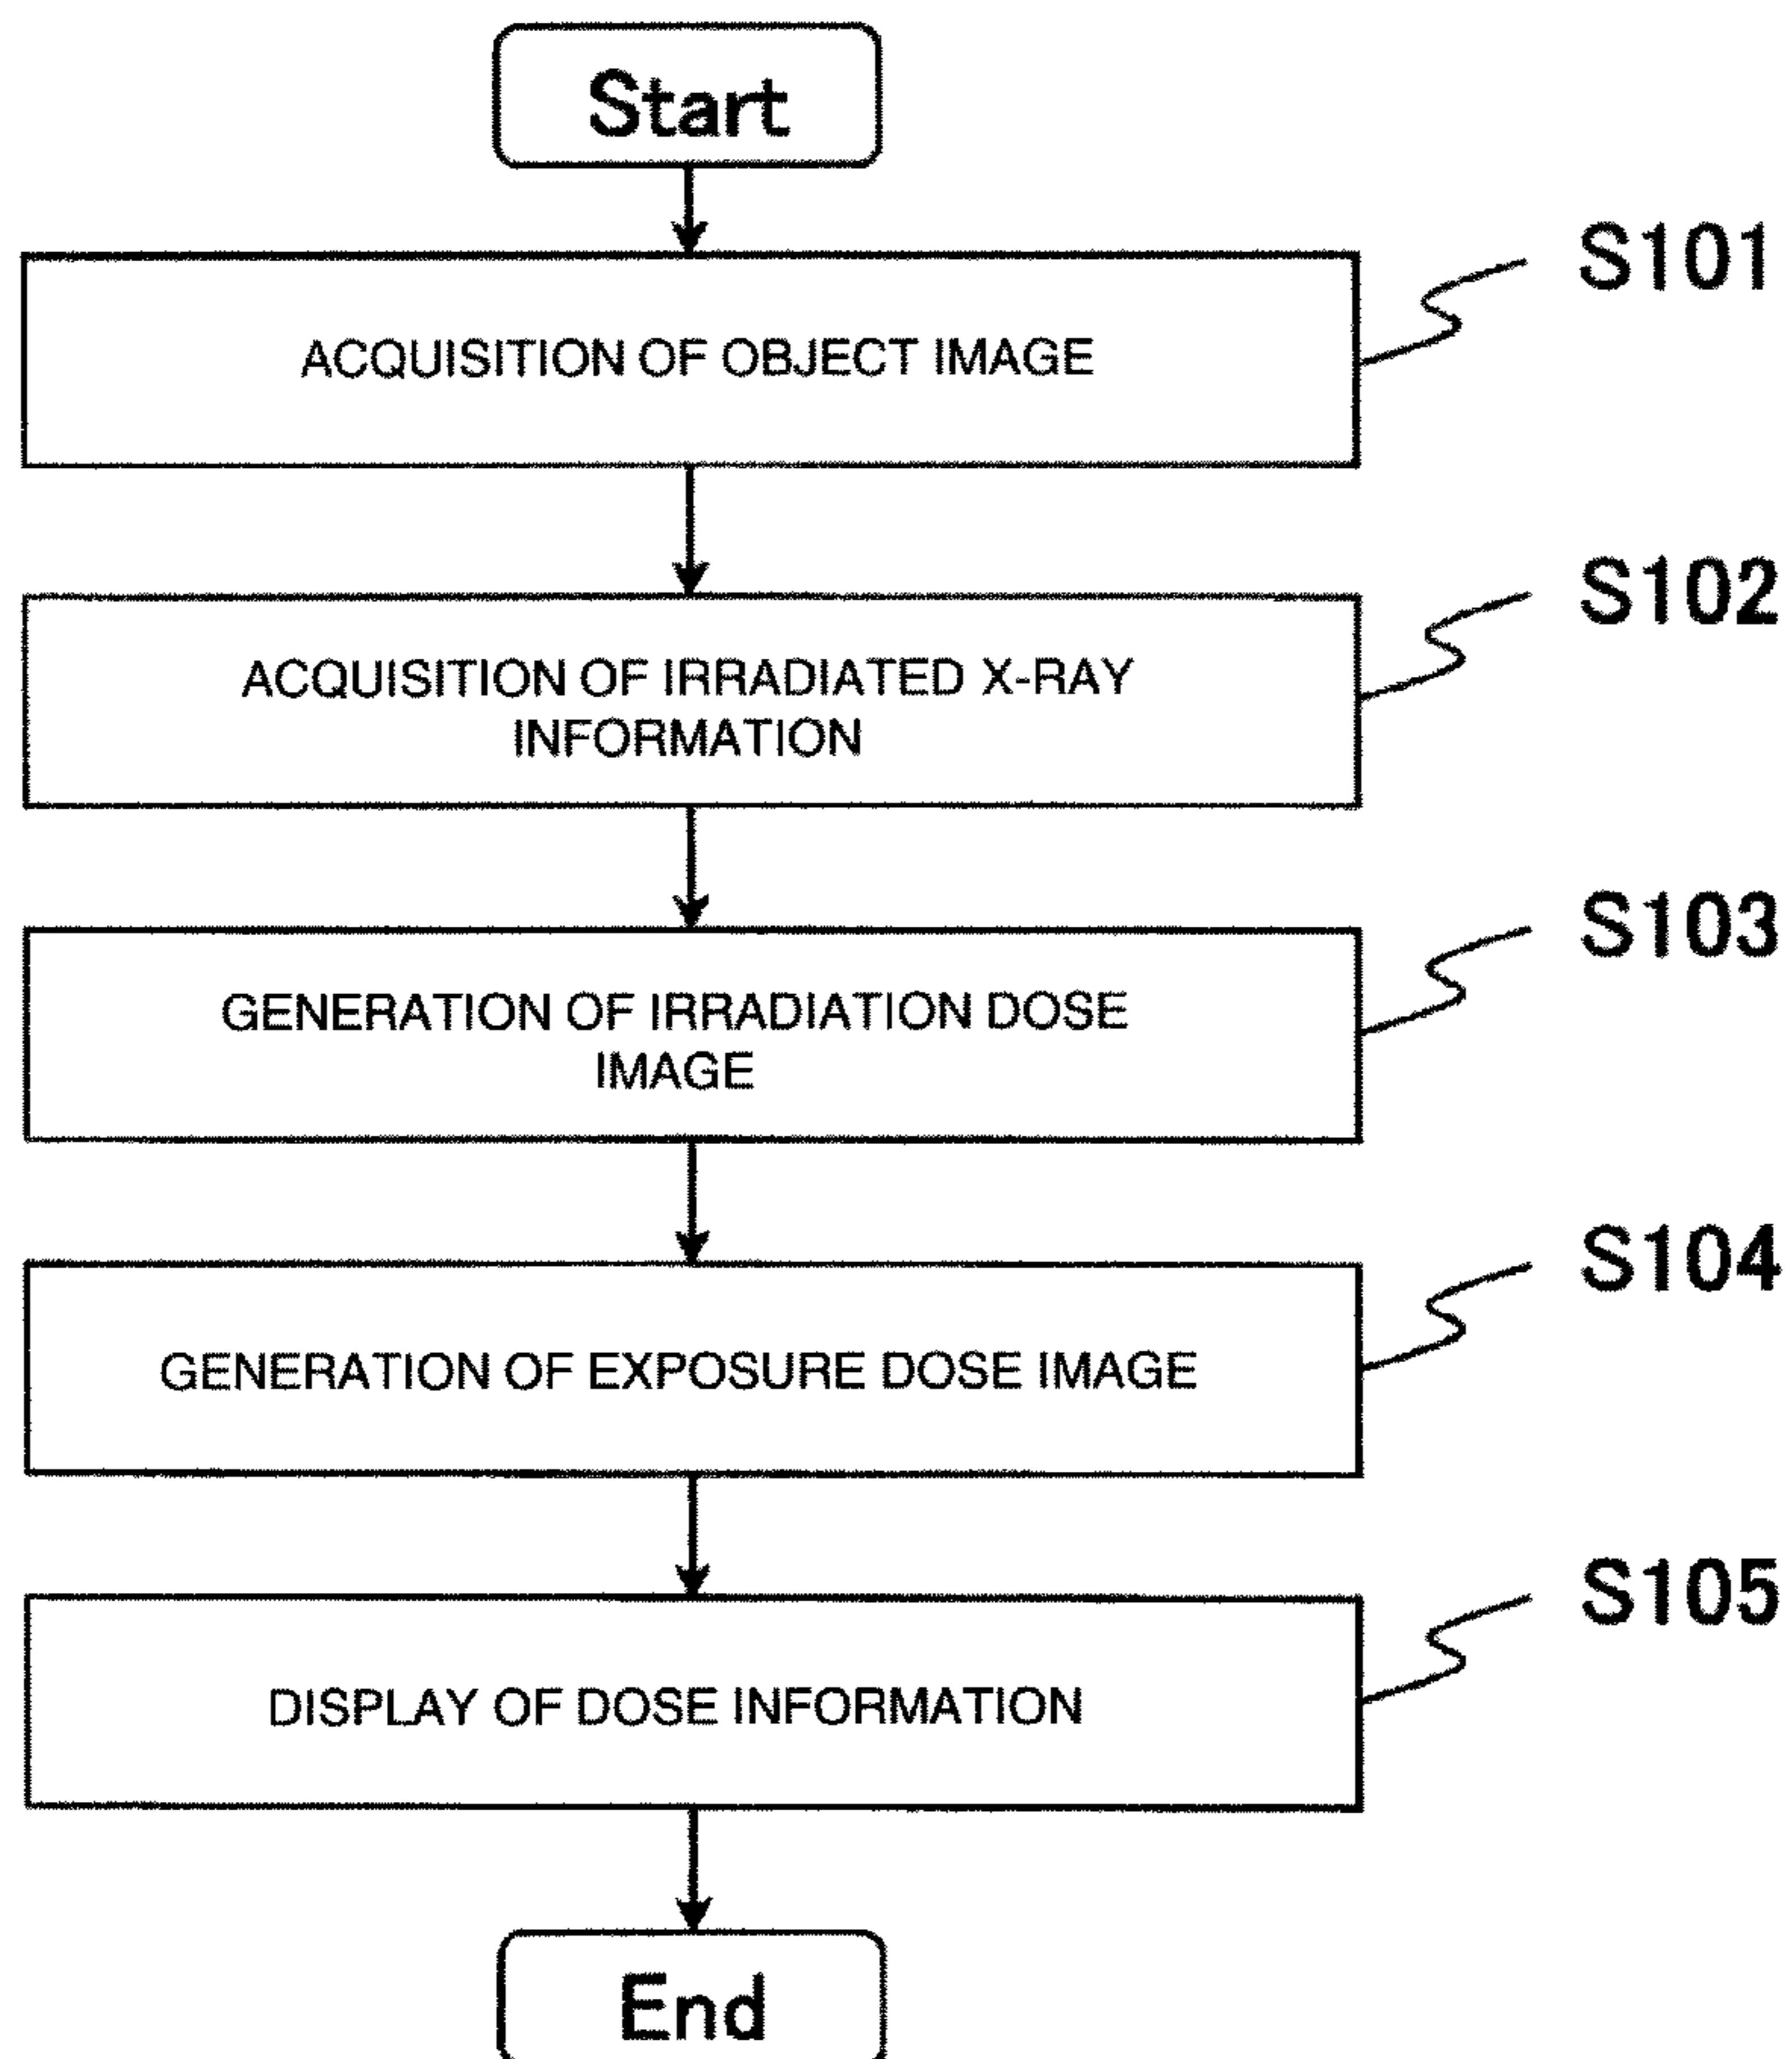 Start
S101
ACQUISITION OF OBJECT IMAGE
S102
ACQUISITION OF IRRADIATED X-RAY
INFORMATION
S103
GENERATION OF IRRADIATION DOSE
IMAGE
S104
GENERATION OF EXPOSURE DOSE IMAGE
S105
DISPLAY OF DOSE INFORMATION
End